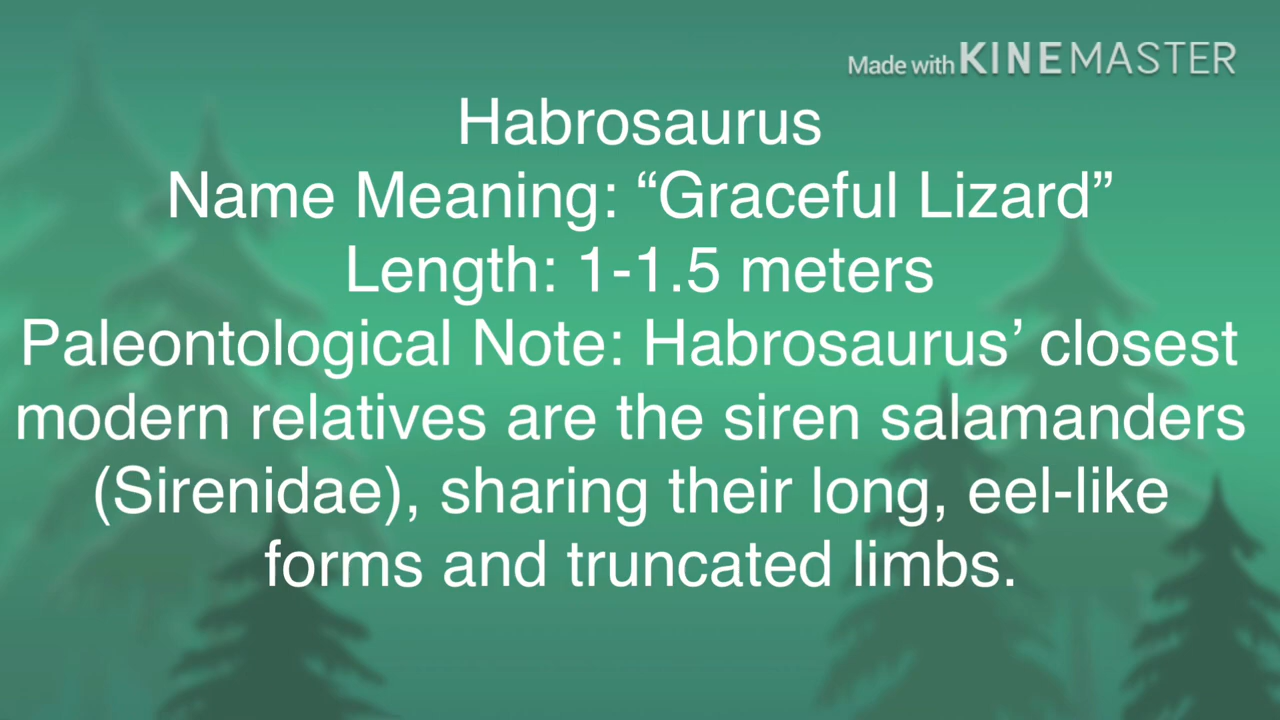 Made with KINEMASTER
Habrosaurus
Name Meaning: “Graceful Lizard”
Length: 1-1.5 meters
Paleontological Note: Habrosaurus’ closest
modern relatives are the siren salamanders
(Sirenidae), sharing their long, eel-like
forms and truncated limbs.